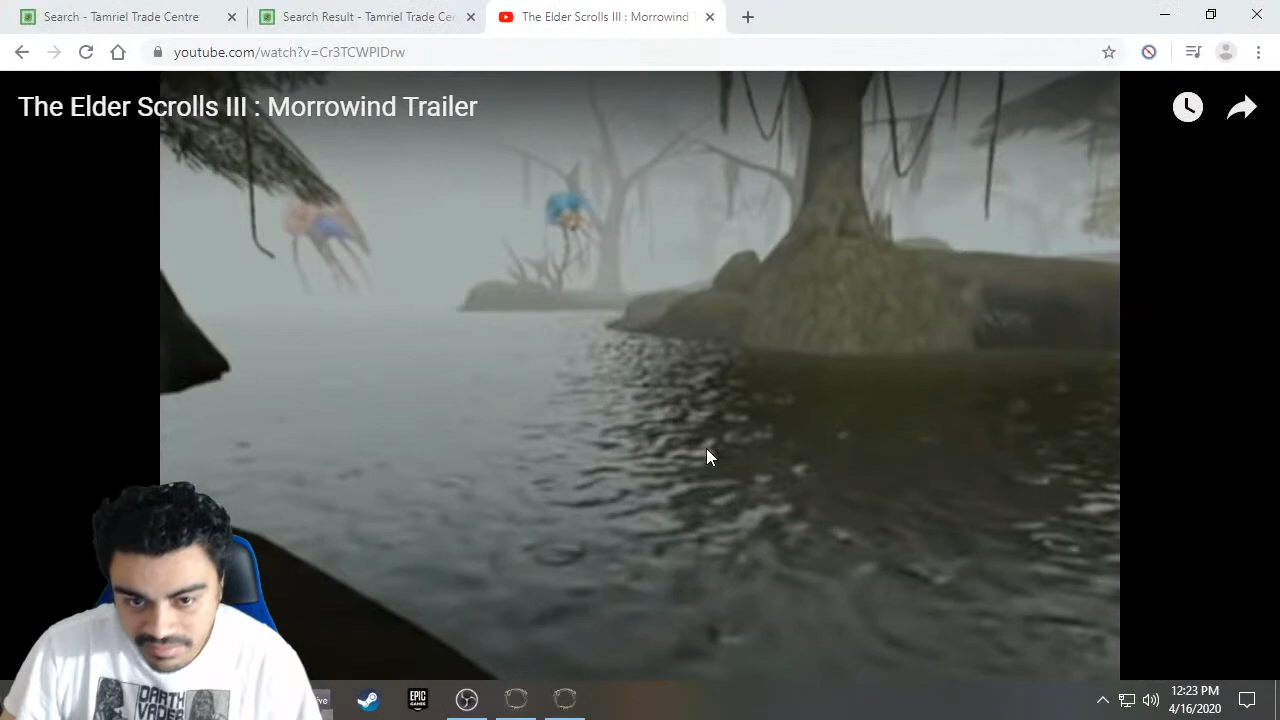 Search - Tamriel Trade Centre
Search Result - Tamriel Trade Ce
The Elder Scrolls III : Morrowind
youtube.com/watch?v=Cr3TCWPIDrw
The Elder Scrolls III : Morrowind Trailer
DARTH
VADER
EPIC
GAMES
12:23 PM
4/16/2020